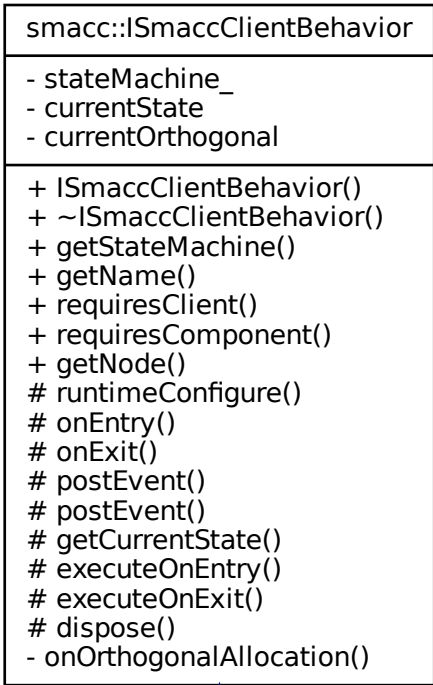 smacc::ISmaccClientBehavior
- stateMachine_
- currentState
- currentOrthogonal
+ ISmaccClientBehavior()
+ ~ISmaccClientBehavior()
+ getStateMachine()
+ getName()
+ requiresClient()
+ requiresComponent()
+ getNode()
# runtimeConfigure()
# onEntry()
# onExit()
# postEvent()
# postEvent()
# getCurrentState()
# executeOnEntry()
# executeOnExit()
# dispose()
- onOrthogonalAllocation()